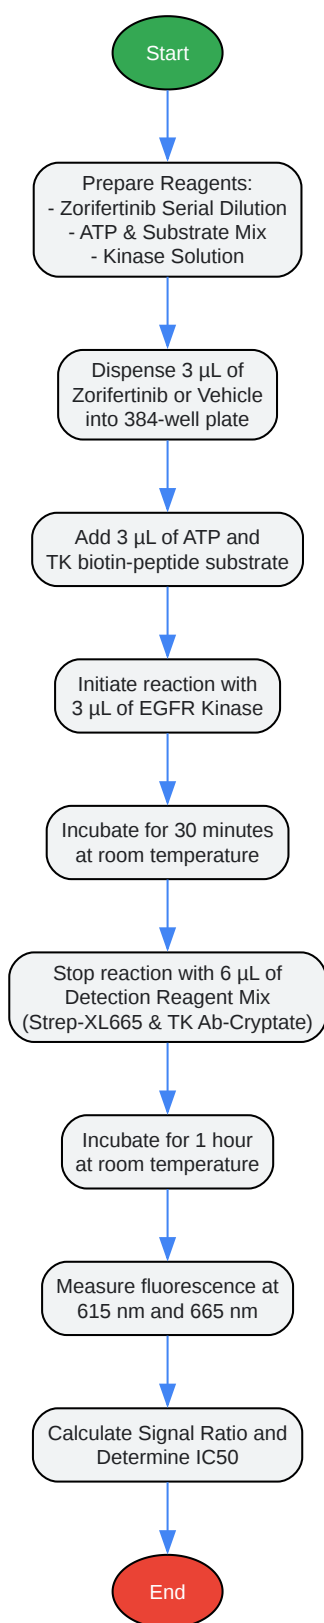 Start
Prepare Reagents:
- Zorifertinib Serial Dilution
- ATP & Substrate Mix
- Kinase Solution
Dispense 3 µL of
Zorifertinib or Vehicle
into 384-well plate
Add 3 µL of ATP and
TK biotin-peptide substrate
Initiate reaction with
3 µL of EGFR Kinase
Incubate for 30 minutes
at room temperature
Stop reaction with 6 µL of
Detection Reagent Mix
(Strep-XL665 & TK Ab-Cryptate)
Incubate for 1 hour
at room temperature
Measure fluorescence at
615 nm and 665 nm
Calculate Signal Ratio and
Determine IC50
End